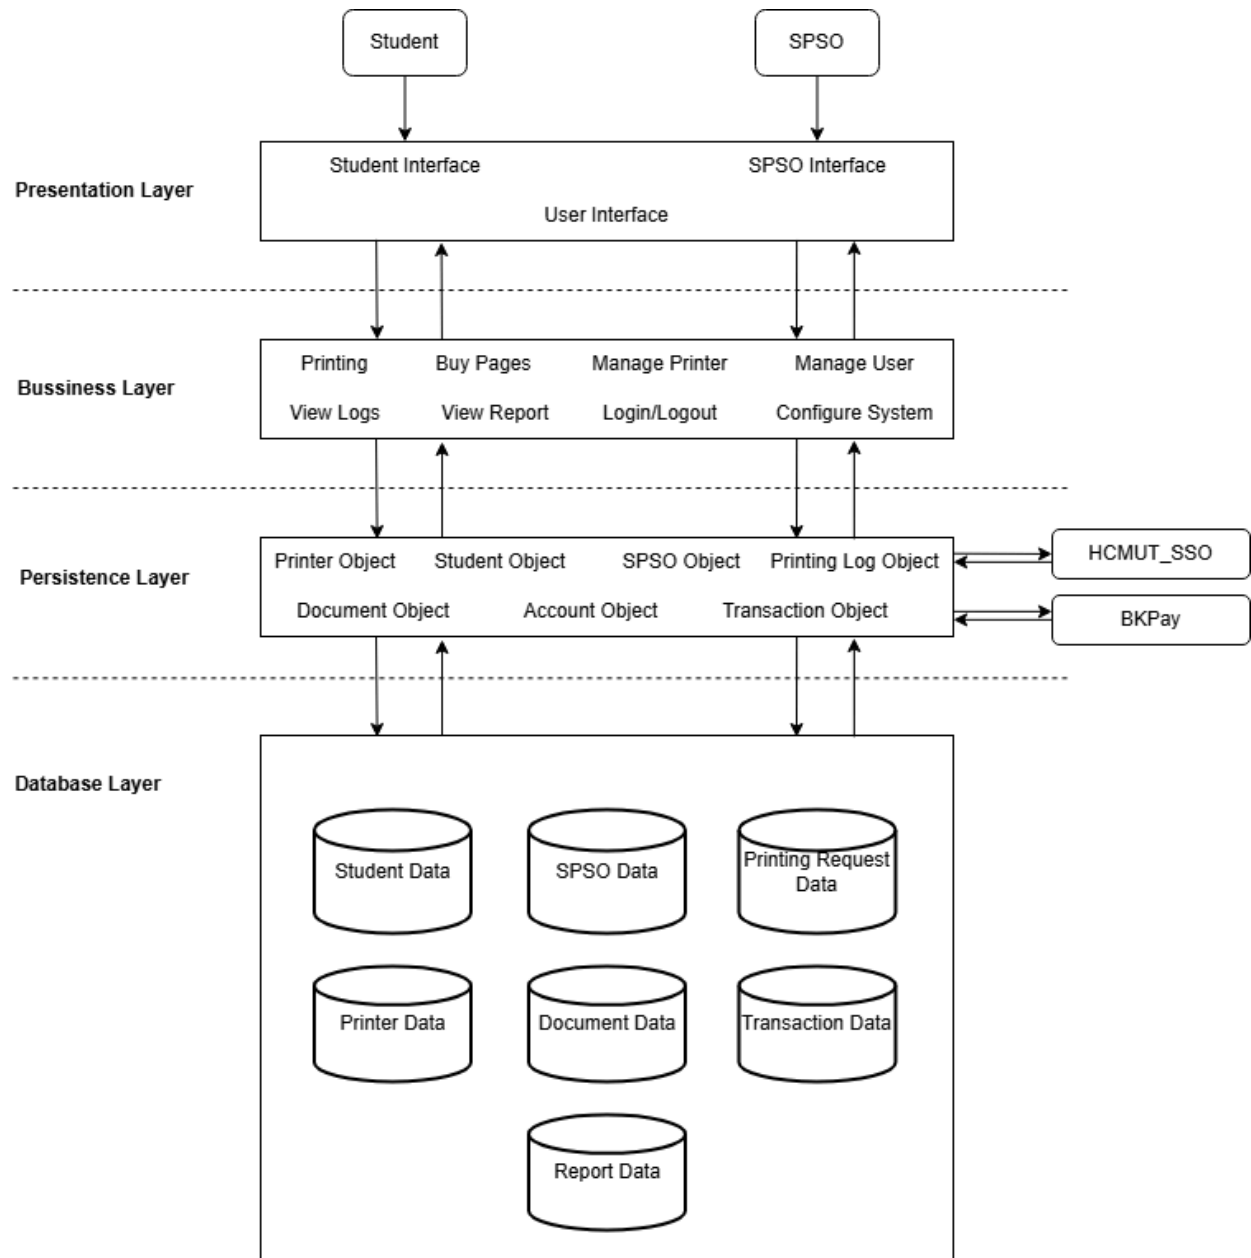 Student
SPSO
Presentation Layer
Student Interface
SPSO Interface
User Interface
Bussiness Layer
Printing
Buy Pages
Manage Printer
Manage User
View Logs
View Report
Login/Logout
Configure System
Persistence Layer
Printer Object
Student Object
SPSO Object
Printing Log Object
Document Object
Account Object
Transaction Object
HCMUT_SSO
BKPay
Database Layer
Student Data
SPSO Data
Printing Request
Data
Printer Data
Document Data
Transaction Data
Report Data